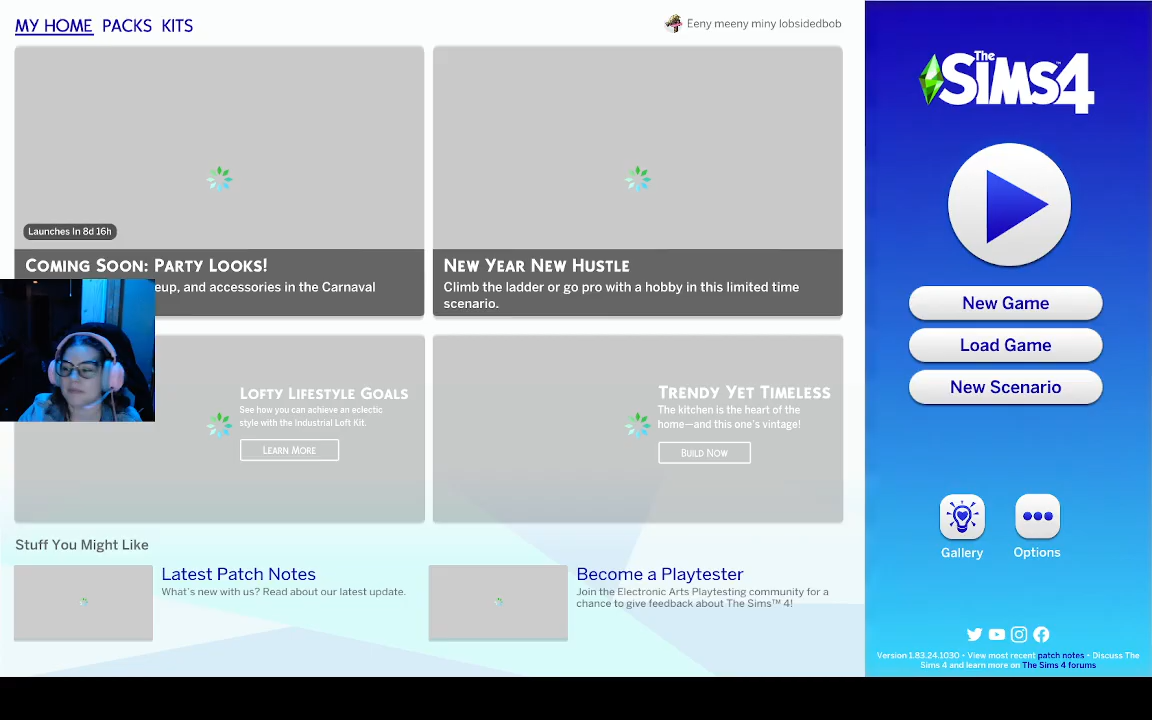 MY HOME PACKS KITS
Eeny meeny miny lobsidedbob
Launches In 8d 16h
COMING SOON: PARTY LOOKS!
eup, and accessories in the Carnaval
NEW YEAR NEW HUSTLE
Climb the ladder or go pro with a hobby in this limited time
scenario.
LOFTY LIFESTYLE GOALS
See how you can achieve an eclectic
style with the Industrial Loft Kit.
LEARN MORE
TRENDY YET TIMELESS
The kitchen is the heart of the
home—and this one's vintage!
BUILD NOW
Stuff You Might Like
Latest Patch Notes
What's new with us? Read about our latest update.
Become a Playtester
Join the Electronic Arts Playtesting community for a
chance to give feedback about The Sims™ 4!
The SIMS 4
New Game
Load Game
New Scenario
Gallery
Options
Version 1.83.24.1030 • View most recent patch notes • Discuss The
Sims 4 and learn more on The Sims 4 forums